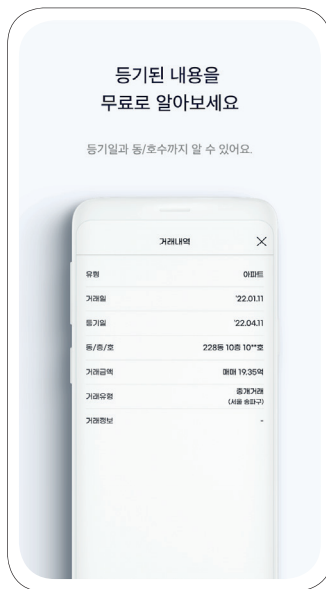 등기된 내용을
무료로 알아보세요
등기일과 동/호수까지 알 수 있어요.
거래내역
유형 아파트
거래일 '22.01.11
등기일 '22.04.11
동/층/호 228동 10층 10**호
거래금액 매매 19.35억
거래유형 중개거래
(서울 송파구)
거래정보 -